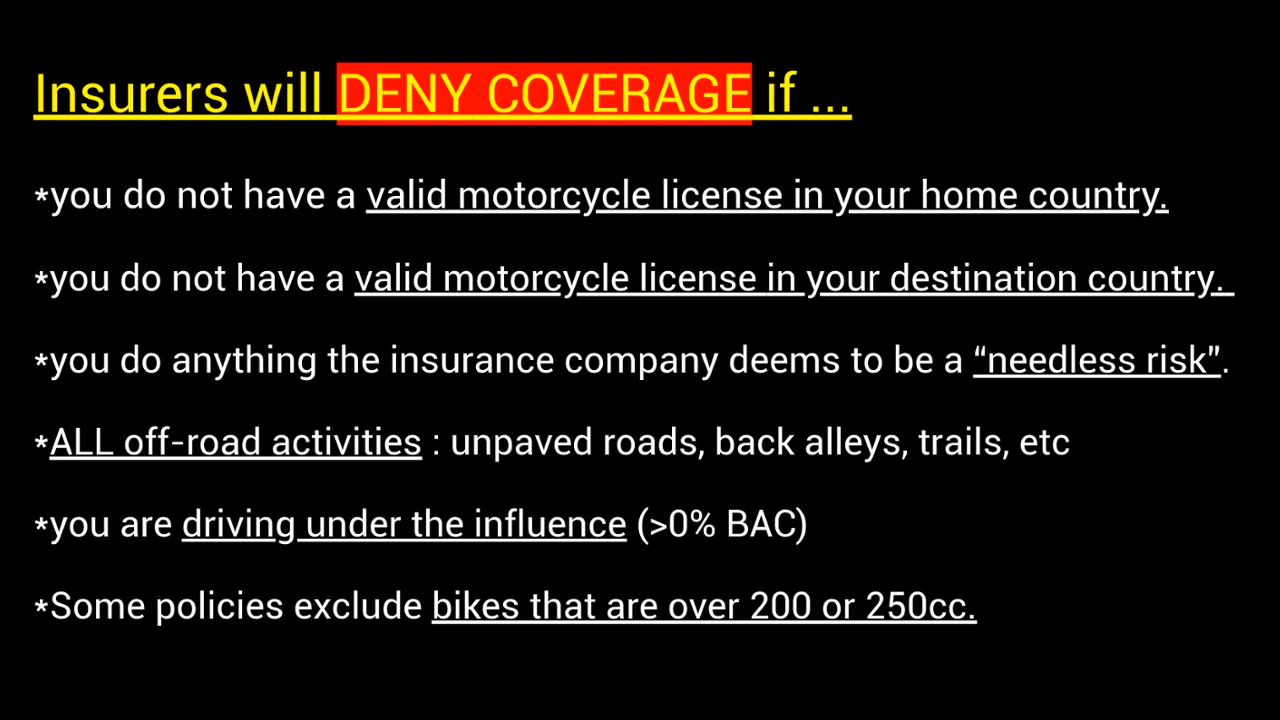 Insurers will DENY COVERAGE if ...
*you do not have a valid motorcycle license in your home country.
*you do not have a valid motorcycle license in your destination country.
*you do anything the insurance company deems to be a “needless risk”.
*ALL off-road activities : unpaved roads, back alleys, trails, etc
*you are driving under the influence (>0% BAC)
*Some policies exclude bikes that are over 200 or 250cc.